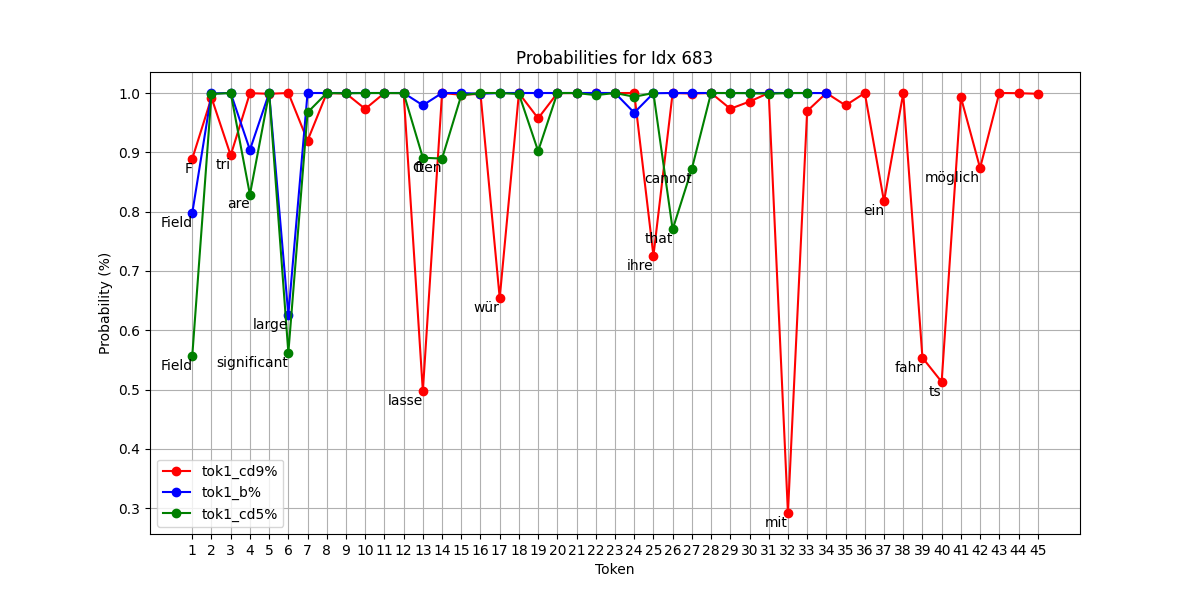 Probabilities for Idx 683
Probability (%)
1.0
0.9
0.8
0.7
0.6
0.5
0.4
0.3
F
tri
Field
are
large
Field
significant
ften
lasse
wür
cannot
that
ihre
mit
ein
möglich
fahr
ts
tok1_cd9%
tok1_b%
tok1_cd5%
1 2 3 4 5 6 7 8 9 10 11 12 13 14 15 16 17 18 19 20 21 22 23 24 25 26 27 28 29 30 31 32 33 34 35 36 37 38 39 40 41 42 43 44 45
Token